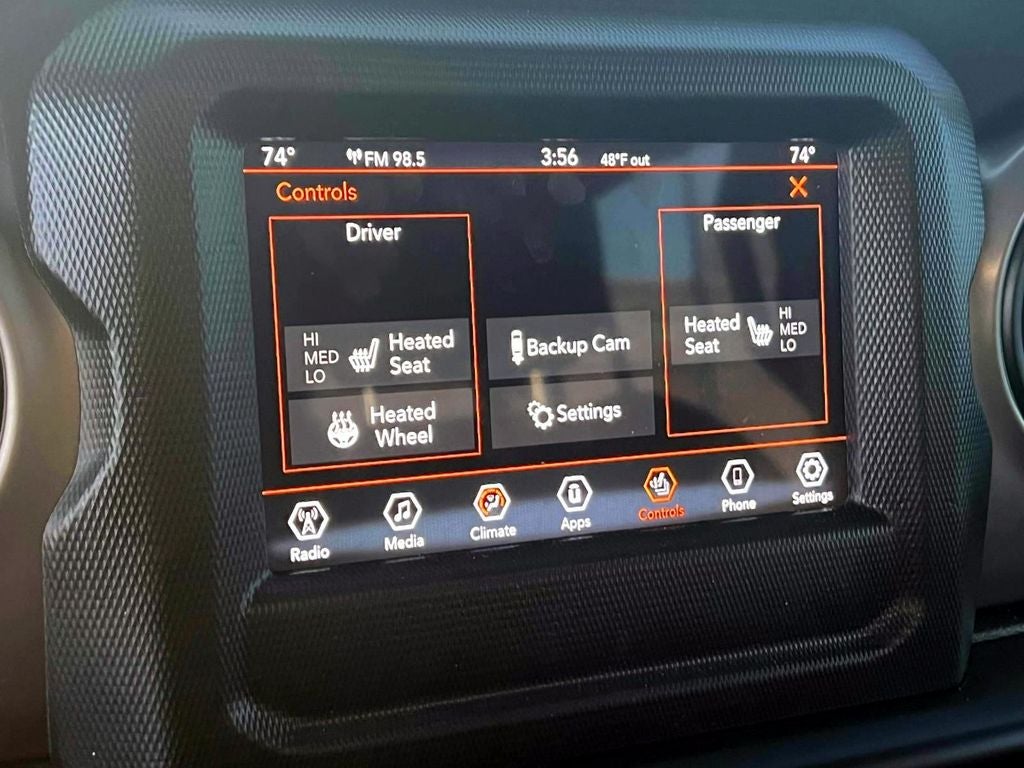 74° FM 98.5 3:56 48°F out 74°
Controls X
Driver
HI
MED
LO
Heated
Seat
Heated
Wheel
Backup Cam
Settings
Passenger
Heated
Seat
HI
MED
LO
Radio Media Climate Apps Controls Phone Settings